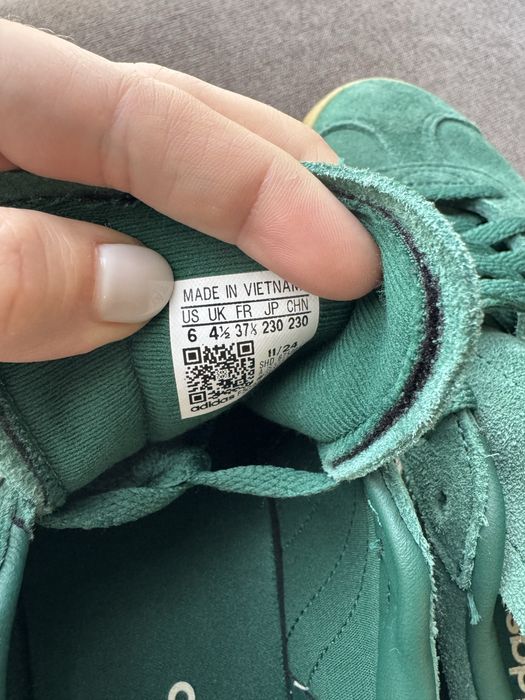 MADE IN VIETNAM
US UK FR JP CHN
6 4½ 37⅓ 230 230
11/24
adidas